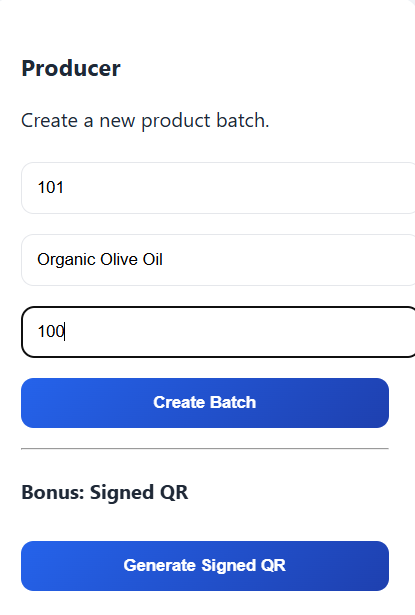 Producer
Create a new product batch.
101
Organic Olive Oil
100
Create Batch
Bonus: Signed QR
Generate Signed QR